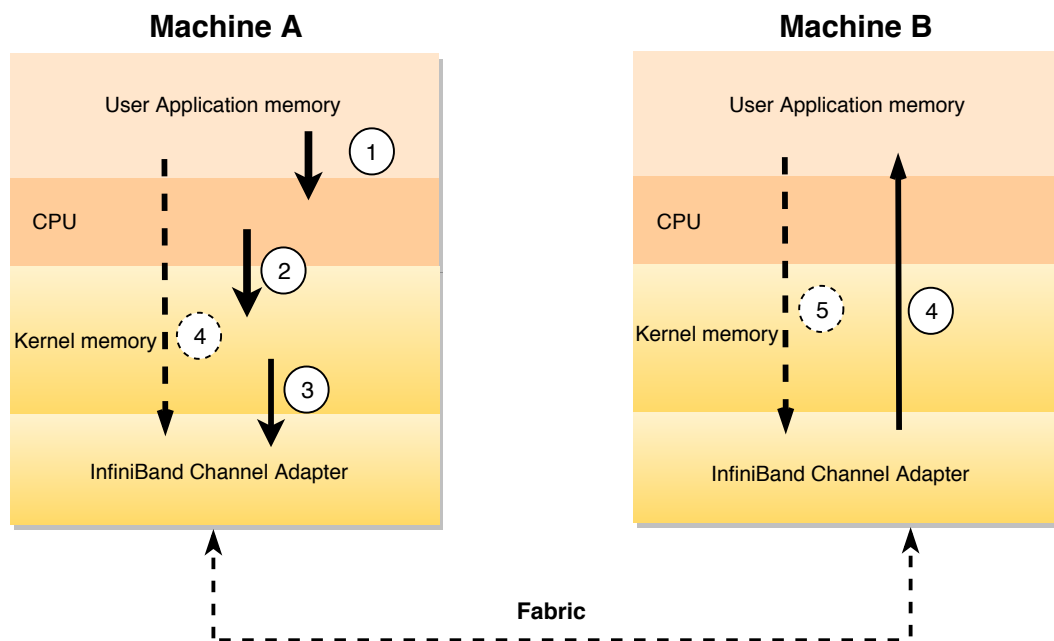 Machine A
User Application memory
1
CPU
2
Kernel memory
4
3
InfiniBand Channel Adapter
Machine B
User Application memory
CPU
5
4
Kernel memory
InfiniBand Channel Adapter
Fabric